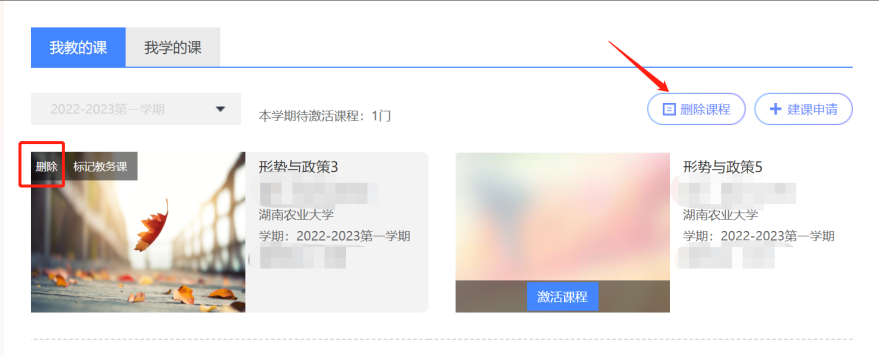 我教的课
我学的课
2022-2023第一学期
本学期待激活课程：1门
删除课程
建课申请
删除
标记教务课
形势与政策3
湖南农业大学
学期：2022-2023第一学期
形势与政策5
湖南农业大学
学期：2022-2023第一学期
激活课程